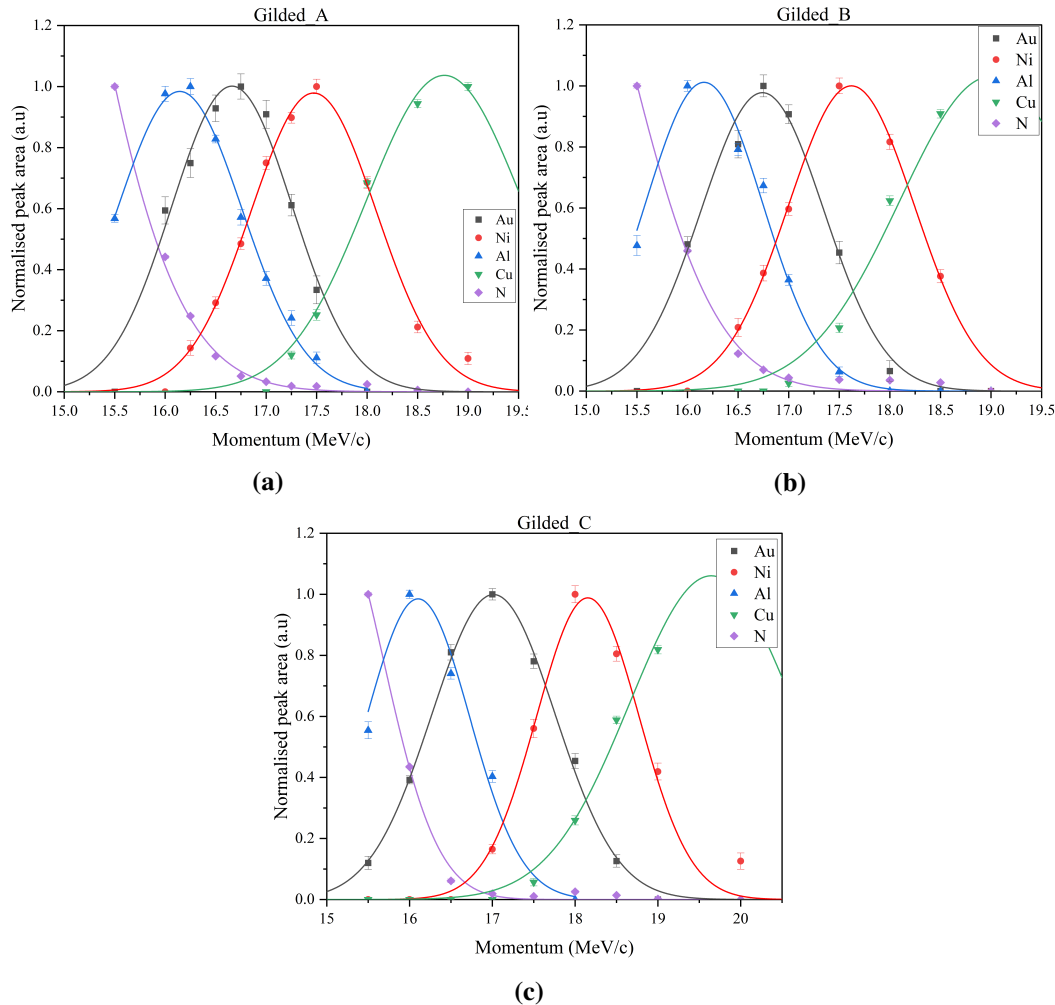 Gilded_A
1.2
1.0
0.8
0.6
0.4
0.2
0.0
Normalised peak area (a.u)
Au
Ni
Al
Cu
N
15.0 15.5 16.0 16.5 17.0 17.5 18.0 18.5 19.0 19.5
Momentum (MeV/c)
(a)
Gilded_B
1.2
1.0
0.8
0.6
0.4
0.2
0.0
Normalised peak area (a.u)
Au
Ni
Al
Cu
N
15.0 15.5 16.0 16.5 17.0 17.5 18.0 18.5 19.0 19.5
Momentum (MeV/c)
(b)
Gilded_C
1.2
1.0
0.8
0.6
0.4
0.2
0.0
Normalised peak area (a.u)
Au
Ni
Al
Cu
N
15 16 17 18 19 20
Momentum (MeV/c)
(c)